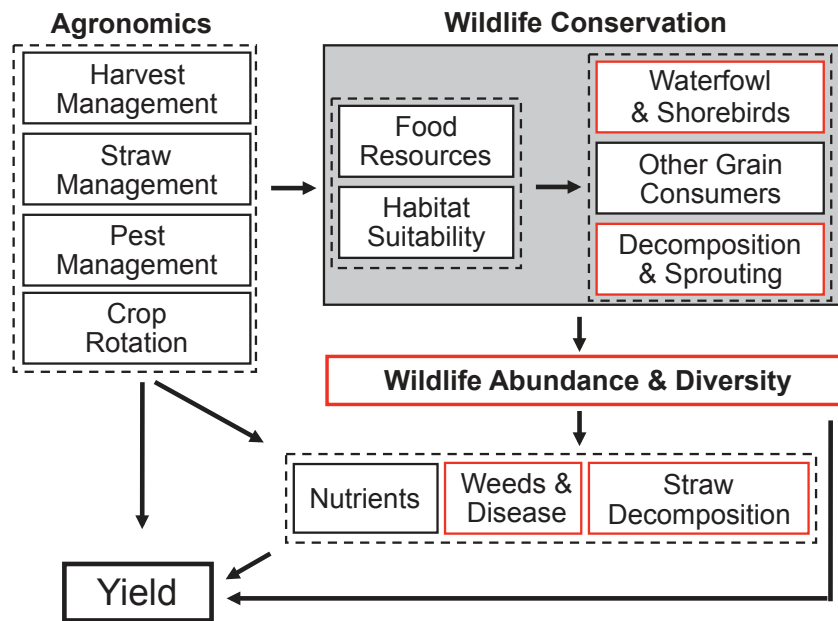 Agronomics
Harvest
Management
Straw
Management
Pest
Management
Crop
Rotation
Wildlife Conservation
Food
Resources
Habitat
Suitability
Waterfowl
& Shorebirds
Other Grain
Consumers
Decomposition
& Sprouting
Wildlife Abundance & Diversity
Nutrients
Weeds &
Disease
Straw
Decomposition
Yield